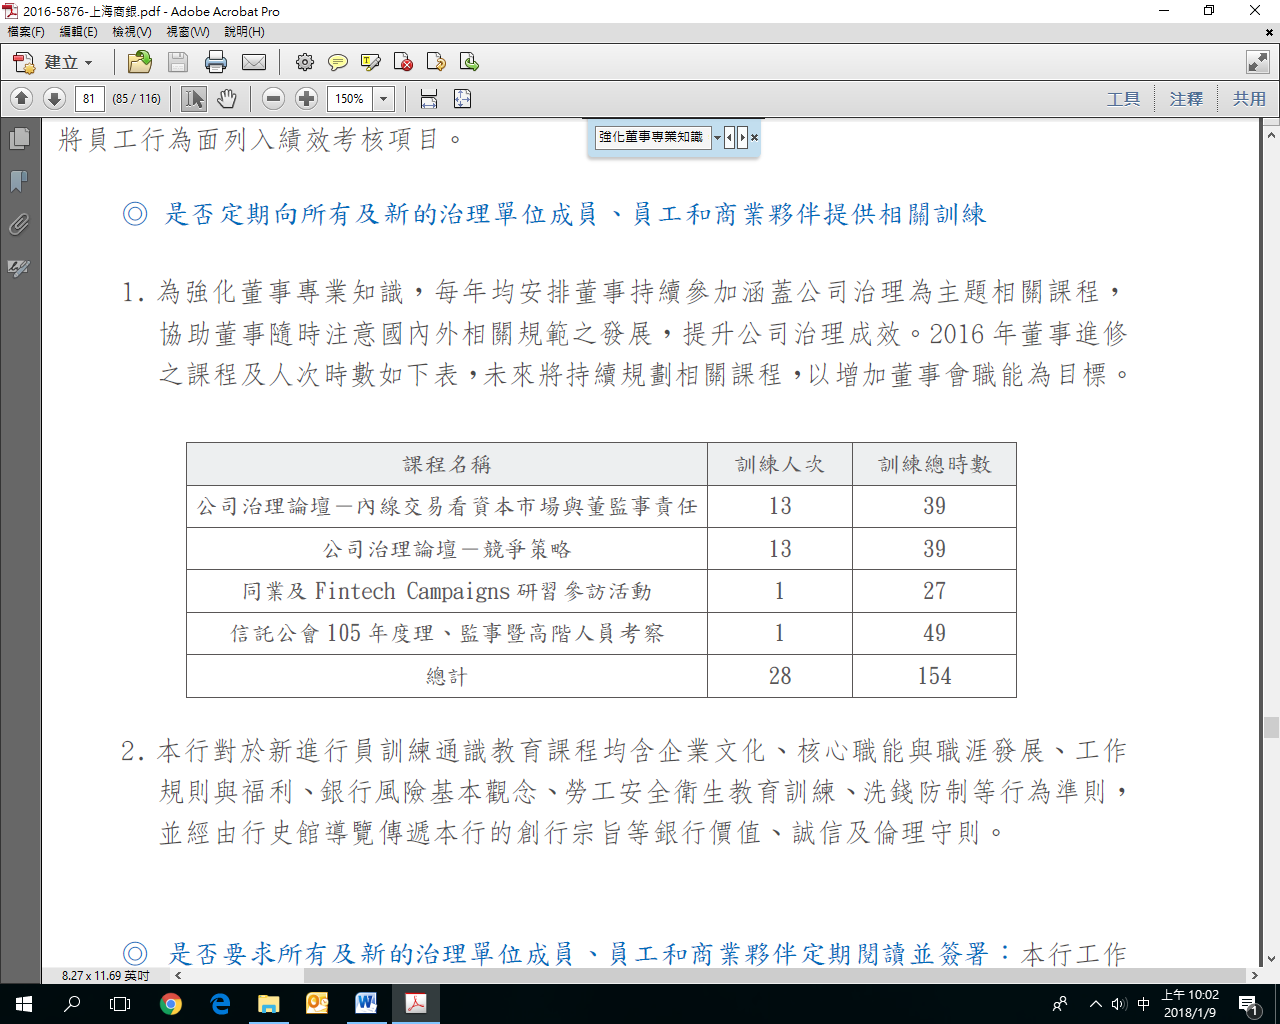 2016-5876-上海商銀.pdf - Adobe Acrobat Pro
檔案(F) 編輯(E) 檢視(V) 視窗(W) 說明(H)
建立
81 (85 / 116) 150% 工具 註釋 共用
強化董事專業知識
將員工行為面列入績效考核項目。
◎ 是否定期向所有及新的治理單位成員、員工和商業夥伴提供相關訓練
1. 為強化董事專業知識，每年均安排董事持續參加涵蓋公司治理為主題相關課程，
協助董事隨時注意國內外相關規範之發展，提升公司治理成效。2016 年董事進修
之課程及人次時數如下表，未來將持續規劃相關課程，以增加董事會職能為目標。
課程名稱 訓練人次 訓練總時數
公司治理論壇－內線交易看資本市場與董監事責任 13 39
公司治理論壇－競爭策略 13 39
同業及 Fintech Campaigns 研習參訪活動 1 27
信託公會 105 年度理、監事暨高階人員考察 1 49
總計 28 154
2. 本行對於新進行員訓練通識教育課程均含企業文化、核心職能與職涯發展、工作
規則與福利、銀行風險基本觀念、勞工安全衛生教育訓練、洗錢防制等行為準則，
並經由行史館導覽傳遞本行的創行宗旨等銀行價值、誠信及倫理守則。
◎ 是否要求所有及新的治理單位成員、員工和商業夥伴定期閱讀並簽署：本行工作
8.27 x 11.69 英吋
中 上午 10:02
2018/1/9
1